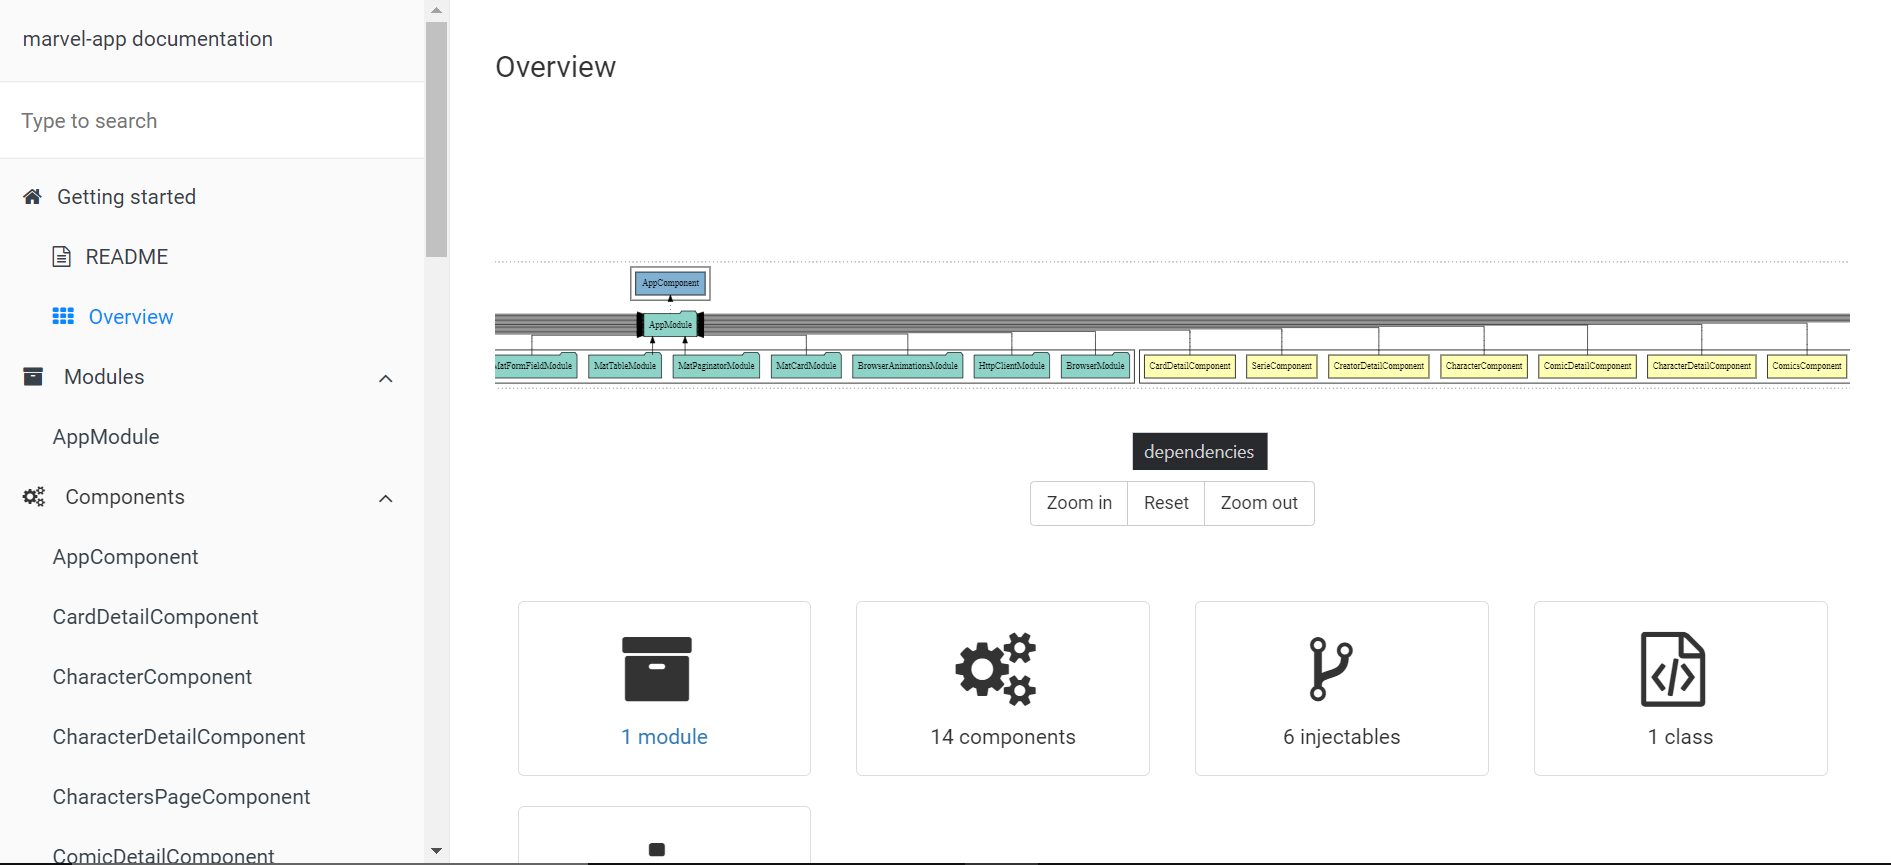 marvel-app documentation
Type to search
Getting started
README
Overview
Modules
AppModule
Components
AppComponent
CardDetailComponent
CharacterComponent
CharacterDetailComponent
CharactersPageComponent
ComicDetailComponent
Overview
AppComponent
AppModule
MatFormFieldModule MatTableModule MatPaginatorModule MatCardModule BrowserAnimationsModule HttpClientModule BrowserModule CardDetailComponent SerieComponent CreatorDetailComponent CharacterComponent ComicDetailComponent CharacterDetailComponent ComicsComponent
dependencies
Zoom in Reset Zoom out
1 module 14 components 6 injectables 1 class